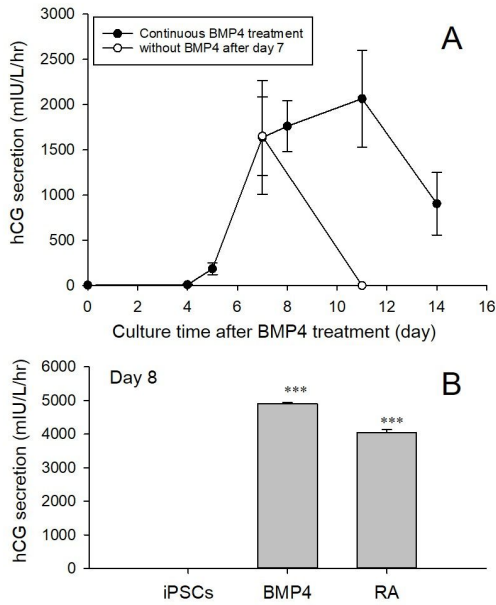 3000
2500
2000
1500
1000
500
0
hCG secretion (mIU/L/hr)
Continuous BMP4 treatment
without BMP4 after day 7
A
0 2 4 6 8 10 12 14 16
Culture time after BMP4 treatment (day)
6000
5000
4000
3000
2000
1000
0
hCG secretion (mIU/L/hr)
Day 8
B
***
***
iPSCs BMP4 RA